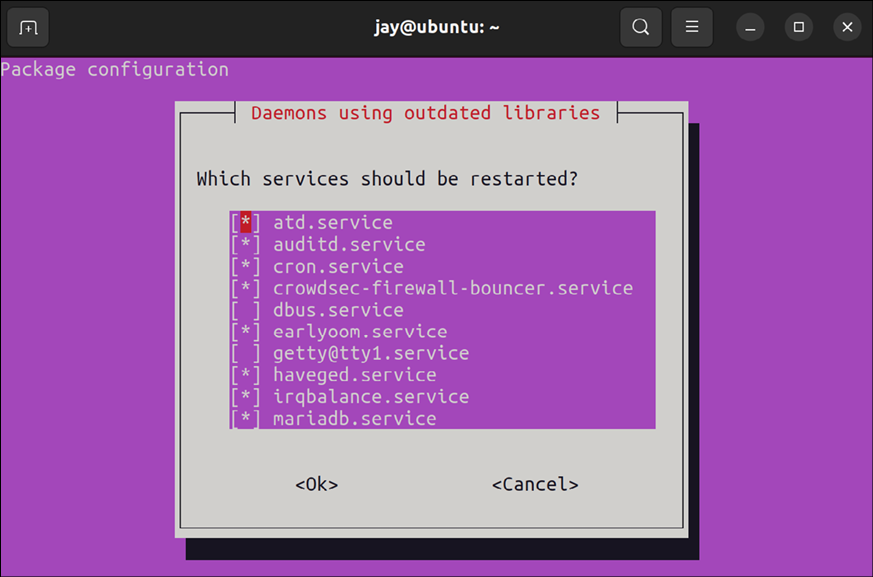 jay@ubuntu: ~
Package configuration
Daemons using outdated libraries
Which services should be restarted?
[*] atd.service
[*] auditd.service
[*] cron.service
[*] crowdsec-firewall-bouncer.service
[ ] dbus.service
[*] earlyoom.service
[ ] getty@tty1.service
[*] haveged.service
[*] irqbalance.service
[*] mariadb.service
<Ok> <Cancel>